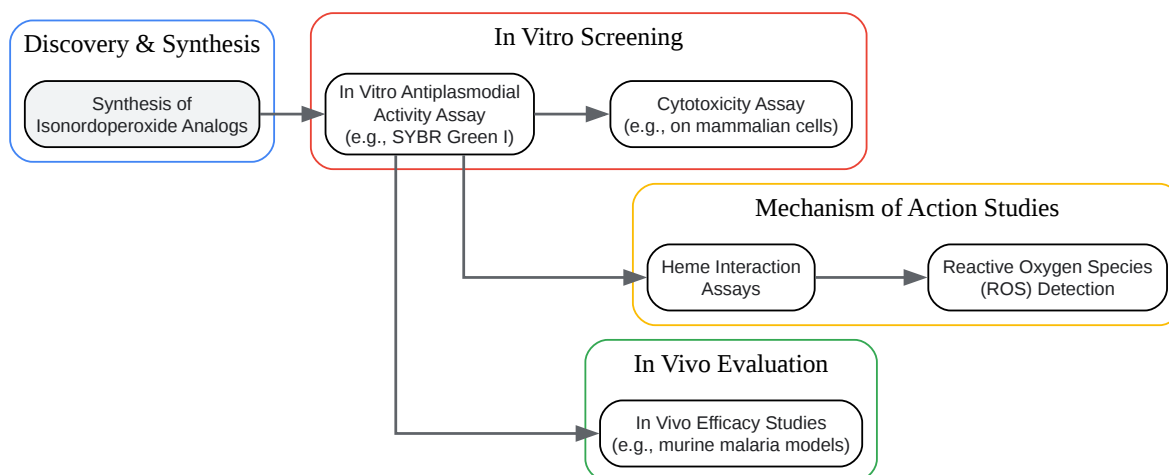 Discovery & Synthesis
Synthesis of
Isonordoperoxide Analogs
In Vitro Screening
In Vitro Antiplasmodial
Activity Assay
(e.g., SYBR Green I)
Cytotoxicity Assay
(e.g., on mammalian cells)
Mechanism of Action Studies
Heme Interaction
Assays
Reactive Oxygen Species
(ROS) Detection
In Vivo Evaluation
In Vivo Efficacy Studies
(e.g., murine malaria models)